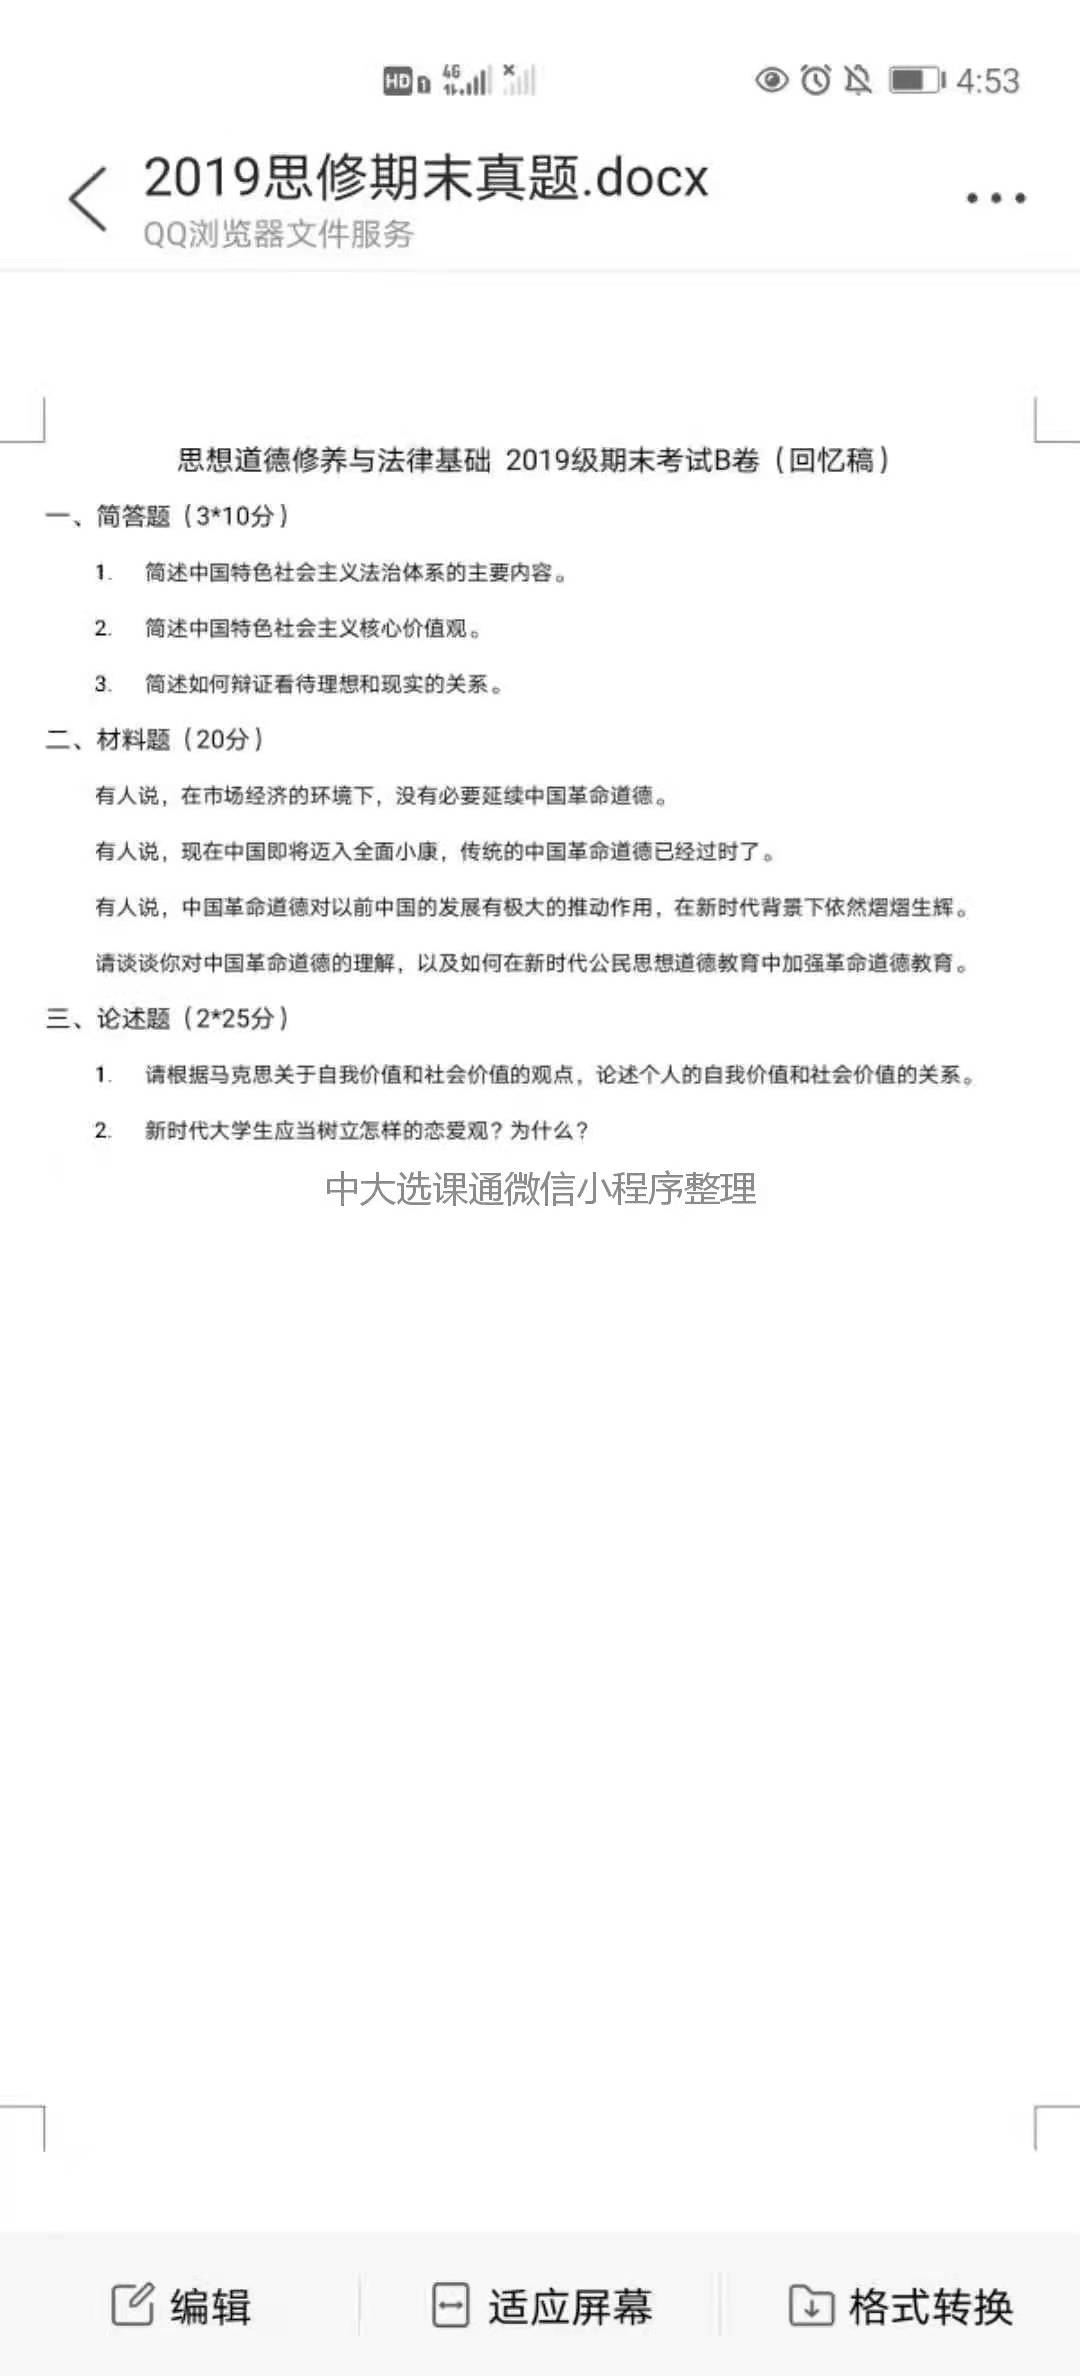 HD 1 4G 4:53
2019思修期末真题.docx
QQ浏览器文件服务
思想道德修养与法律基础 2019级期末考试B卷（回忆稿）
一、简答题（3*10分）
1. 简述中国特色社会主义法治体系的主要内容。
2. 简述中国特色社会主义核心价值观。
3. 简述如何辩证看待理想和现实的关系。
二、材料题（20分）
有人说，在市场经济的环境下，没有必要延续中国革命道德。
有人说，现在中国即将迈入全面小康，传统的中国革命道德已经过时了。
有人说，中国革命道德对以前中国的发展有极大的推动作用，在新时代背景下依然熠熠生辉。
请谈谈你对中国革命道德的理解，以及如何在新时代公民思想道德教育中加强革命道德教育。
三、论述题（2*25分）
1. 请根据马克思关于自我价值和社会价值的观点，论述个人的自我价值和社会价值的关系。
2. 新时代大学生应当树立怎样的恋爱观？为什么？
中大选课通微信小程序整理
编辑 适应屏幕 格式转换